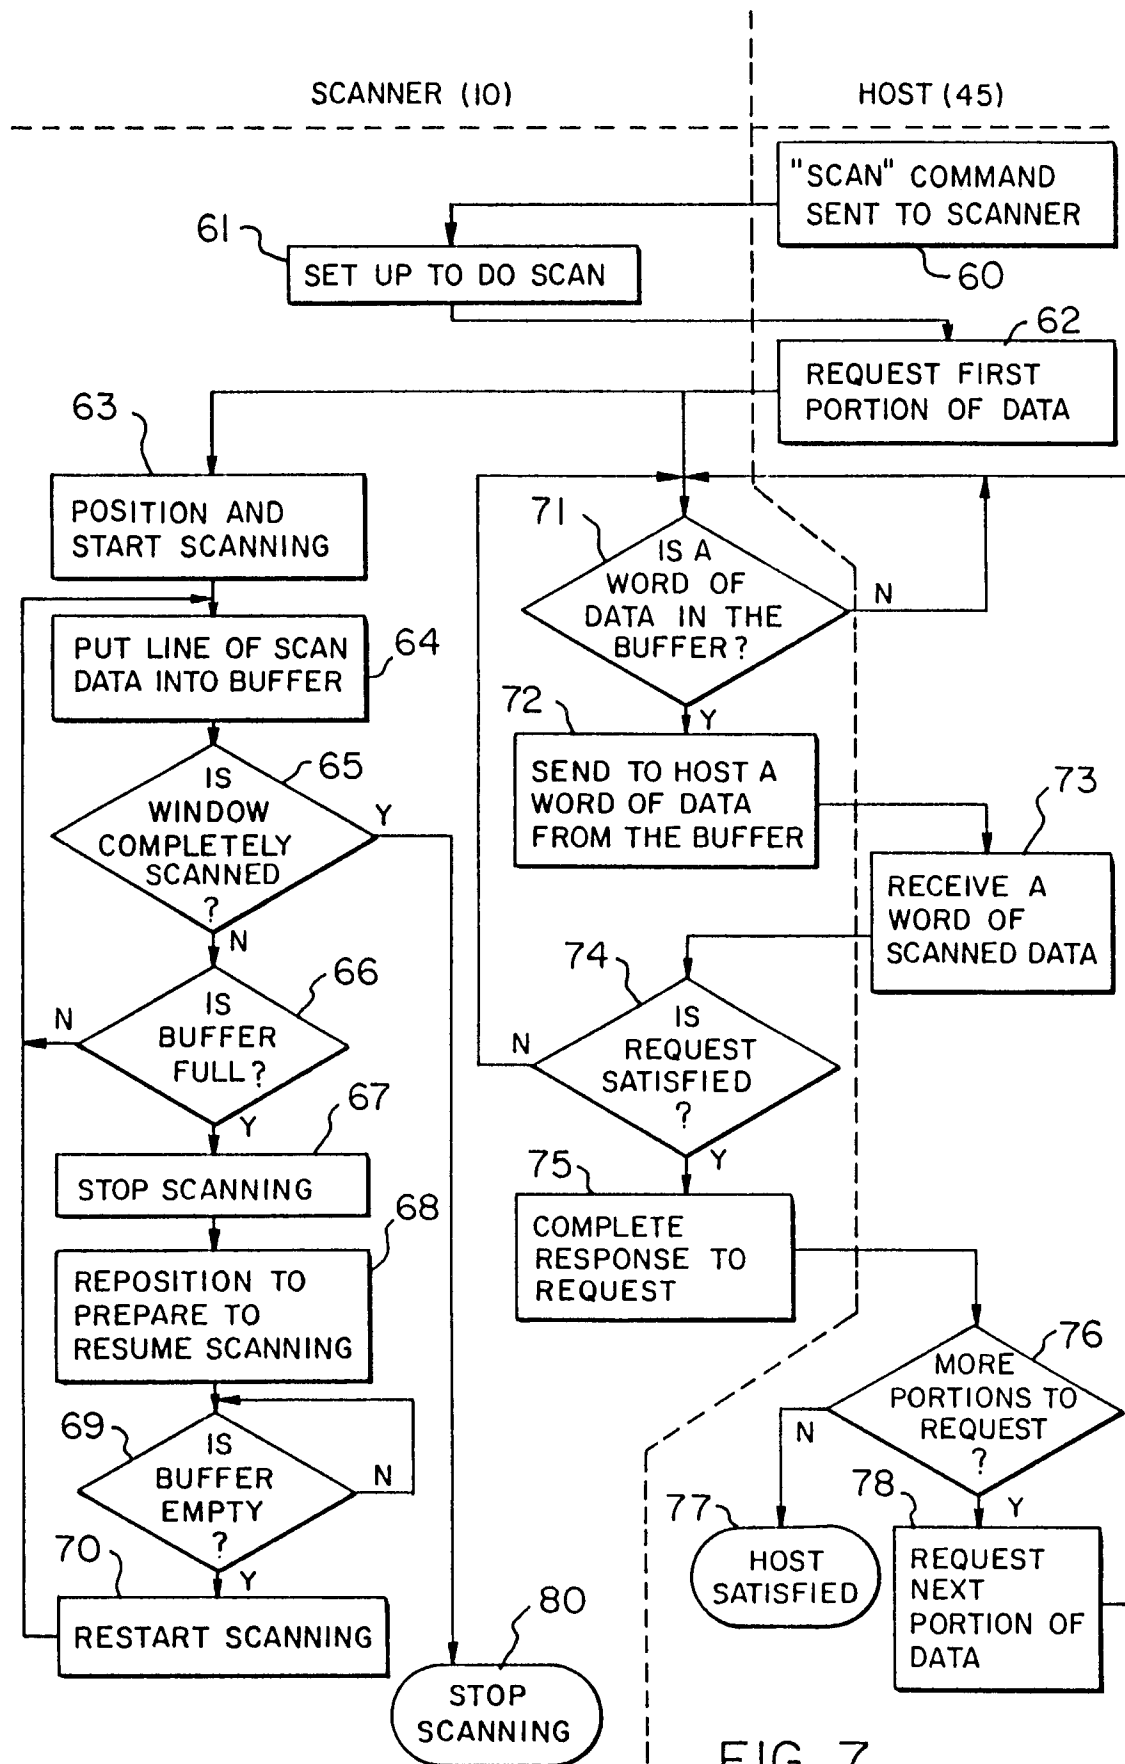 SCANNER (10)
HOST (45)
"SCAN" COMMAND
SENT TO SCANNER
60
61
SET UP TO DO SCAN
62
REQUEST FIRST
PORTION OF DATA
63
POSITION AND
START SCANNING
PUT LINE OF SCAN
DATA INTO BUFFER
64
65
IS
WINDOW
COMPLETELY
SCANNED
?
Y
N
66
IS
BUFFER
FULL?
N
Y
67
STOP SCANNING
68
REPOSITION TO
PREPARE TO
RESUME SCANNING
69
IS
BUFFER
EMPTY
?
N
Y
70
RESTART SCANNING
80
STOP
SCANNING
71
IS A
WORD OF
DATA IN THE
BUFFER?
N
Y
72
SEND TO HOST A
WORD OF DATA
FROM THE BUFFER
73
RECEIVE A
WORD OF
SCANNED DATA
74
IS
REQUEST
SATISFIED
?
N
Y
75
COMPLETE
RESPONSE TO
REQUEST
76
MORE
PORTIONS TO
REQUEST
?
N
Y
77
HOST
SATISFIED
78
REQUEST
NEXT
PORTION OF
DATA
FIG. 7